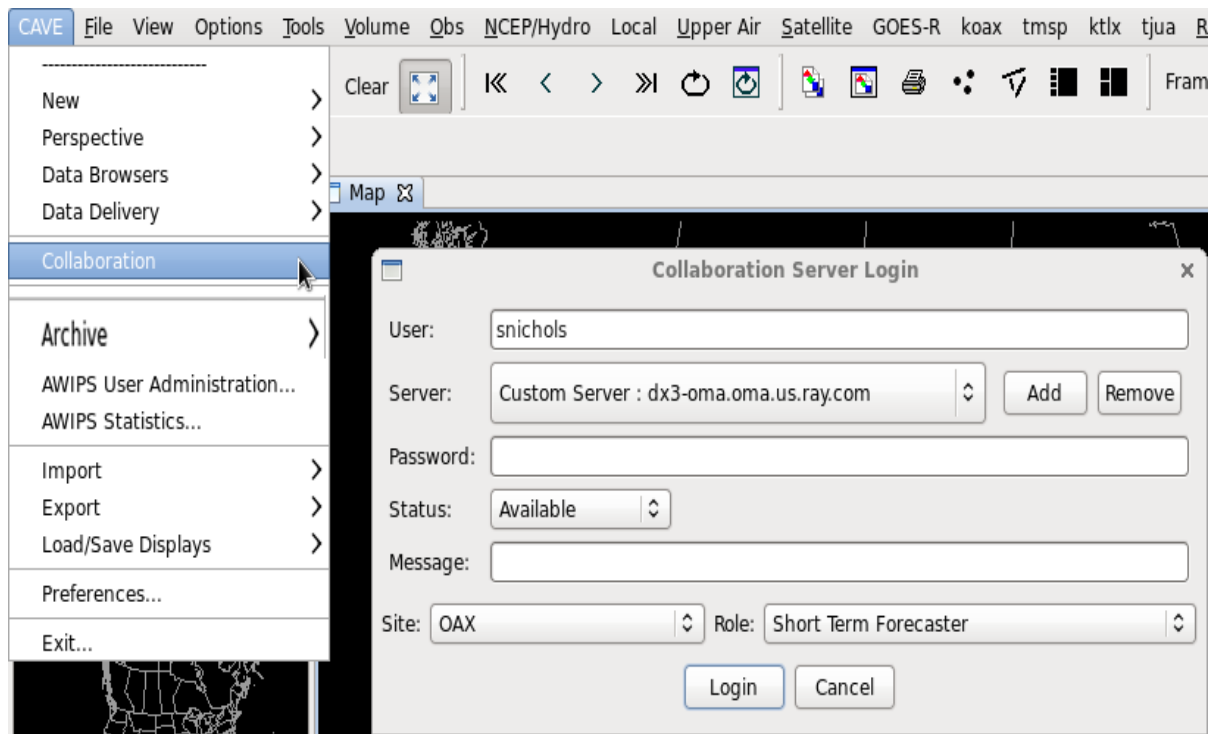 CAVE File View Options Tools Volume Obs NCEP/Hydro Local Upper Air Satellite GOES-R koax tmsp ktlx tjua R
----------------------------
New
Perspective
Data Browsers
Data Delivery
Collaboration
Archive
AWIPS User Administration...
AWIPS Statistics...
Import
Export
Load/Save Displays
Preferences...
Exit...
Clear
Fram
Map
Collaboration Server Login
User: snichols
Server: Custom Server : dx3-oma.oma.us.ray.com Add Remove
Password:
Status: Available
Message:
Site: OAX Role: Short Term Forecaster
Login Cancel